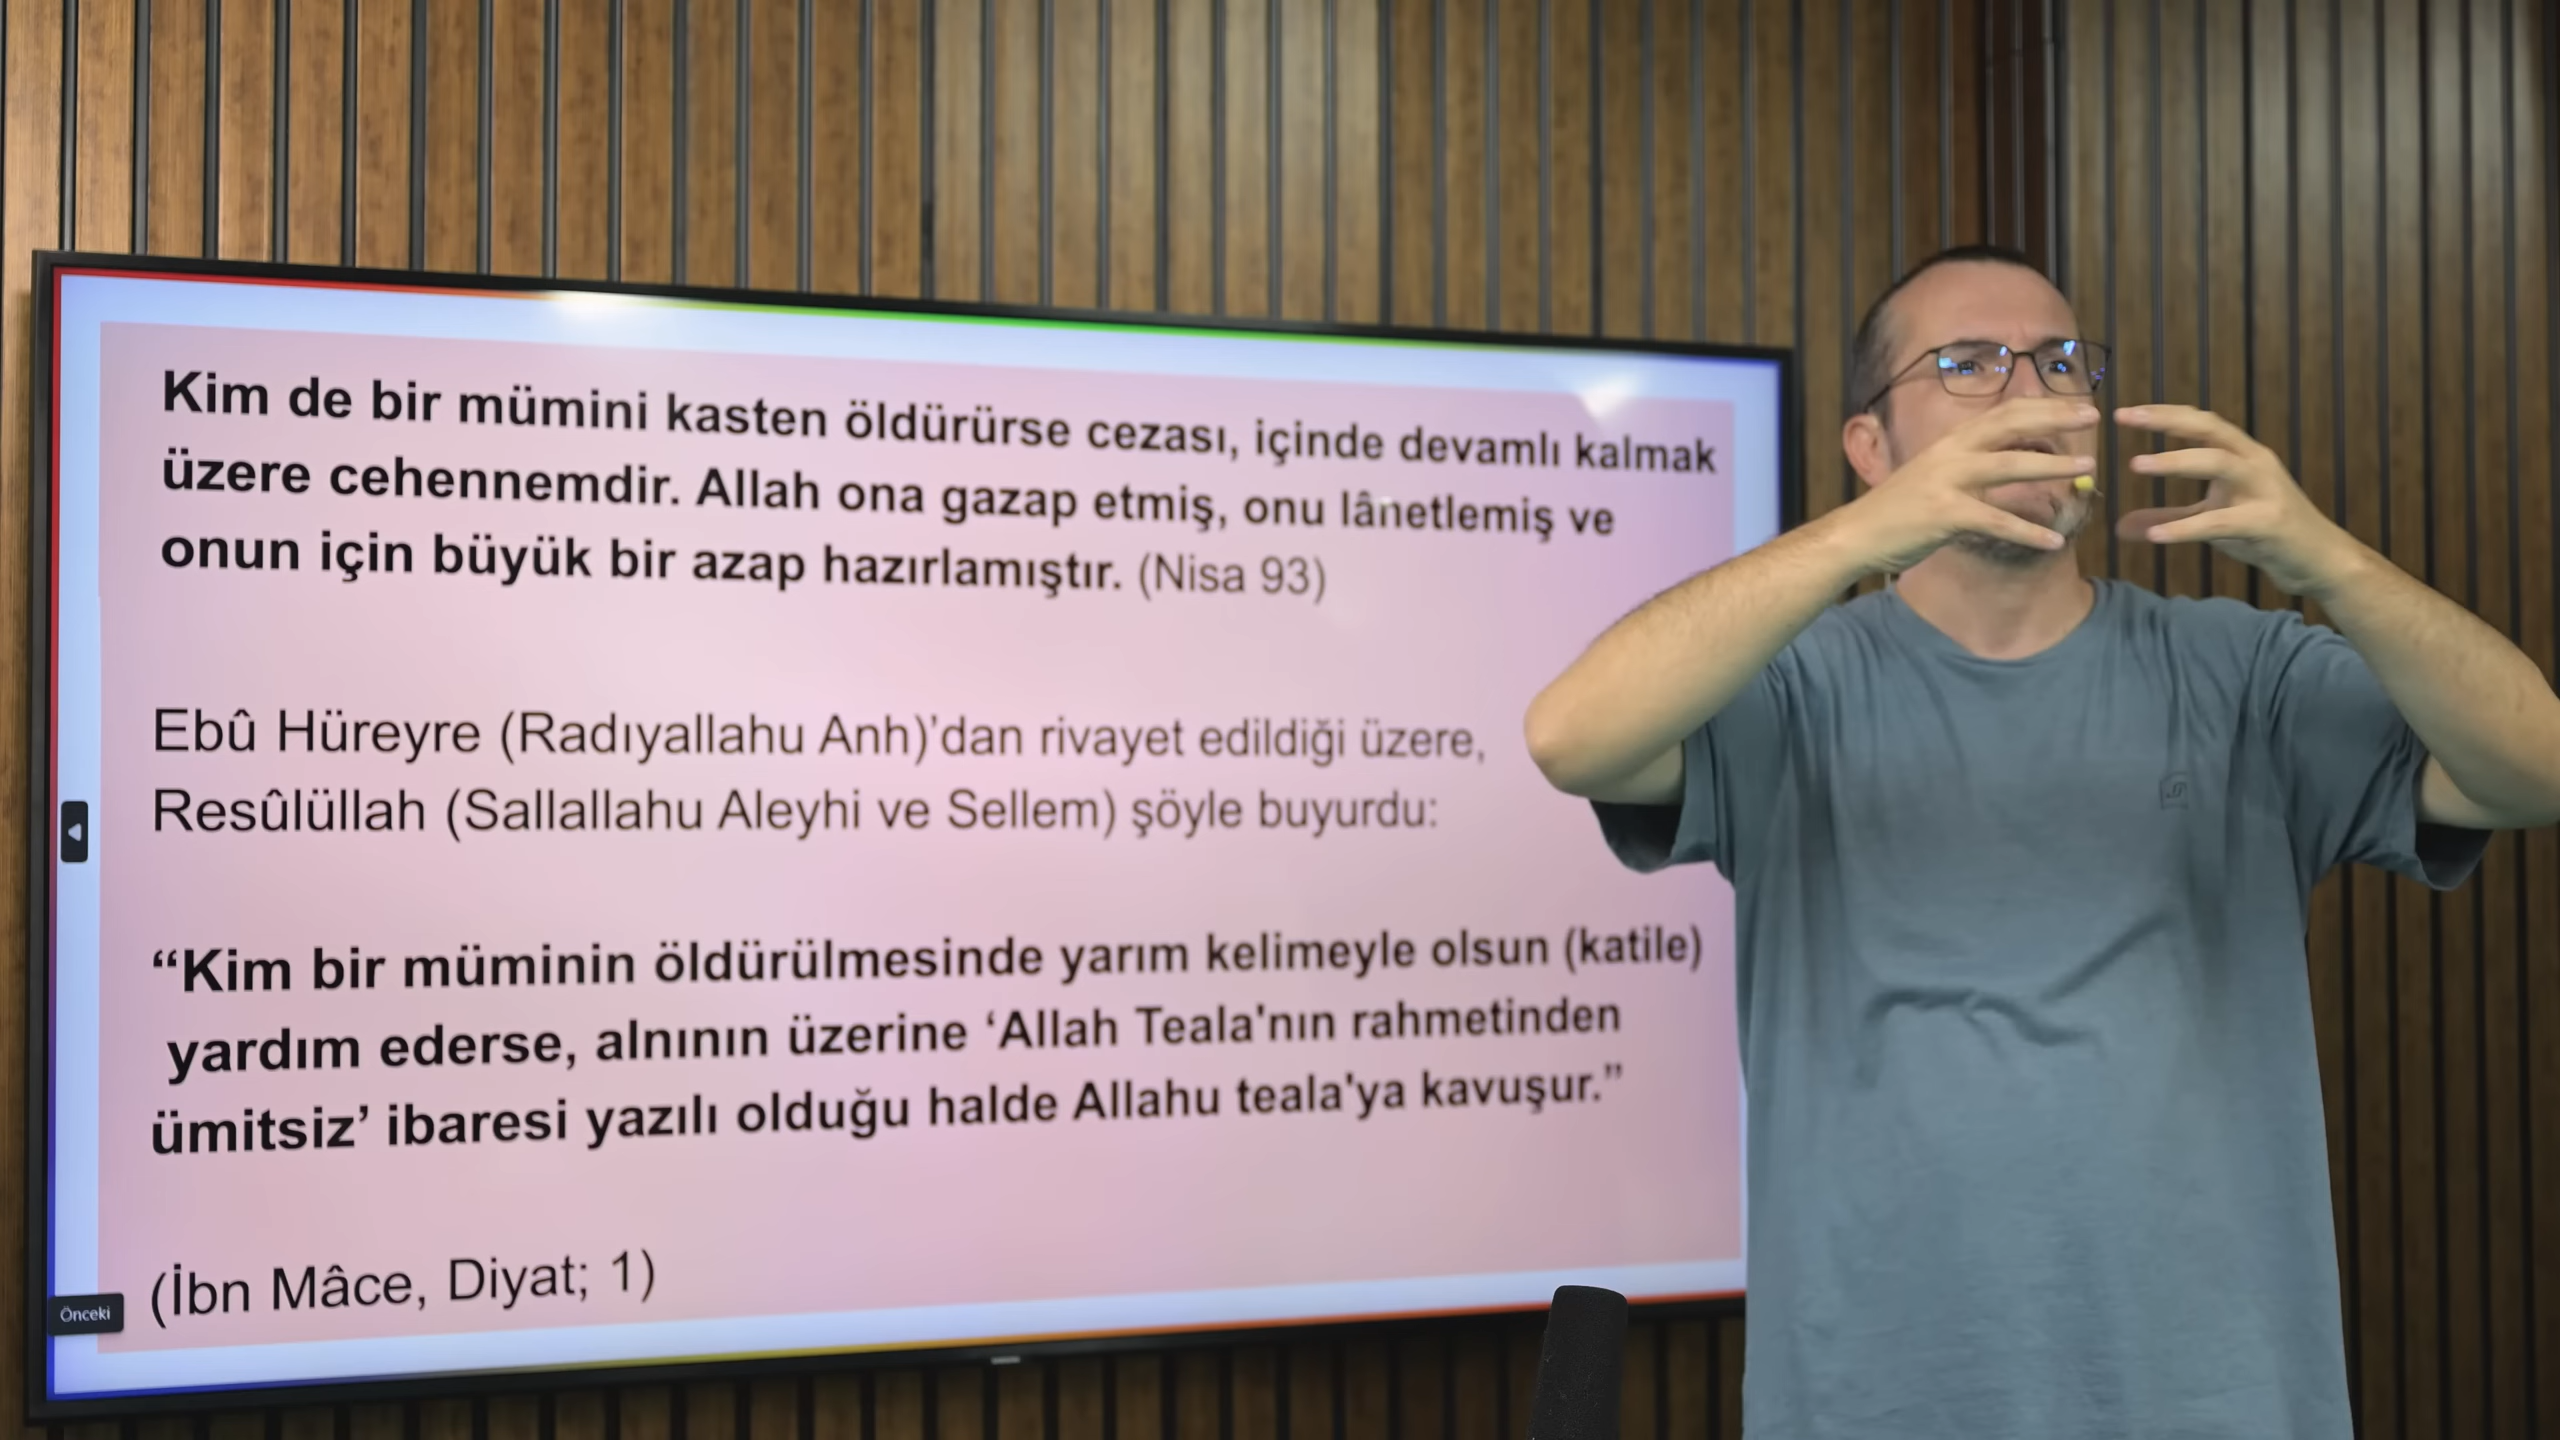 Kim de bir mümini kasten öldürürse cezası, içinde devamlı kalmak
üzere cehennemdir. Allah ona gazap etmiş, onu lânetlemiş ve
onun için büyük bir azap hazırlamıştır. (Nisa 93)
Ebû Hüreyre (Radıyallahu Anh)'dan rivayet edildiği üzere,
Resûlüllah (Sallallahu Aleyhi ve Sellem) şöyle buyurdu:
“Kim bir müminin öldürülmesinde yarım kelimeyle olsun (katile)
yardım ederse, alnının üzerine ‘Allah Teala'nın rahmetinden
ümitsiz’ ibaresi yazılı olduğu halde Allahu teala'ya kavuşur.”
(İbn Mâce, Diyat; 1)
Önceki